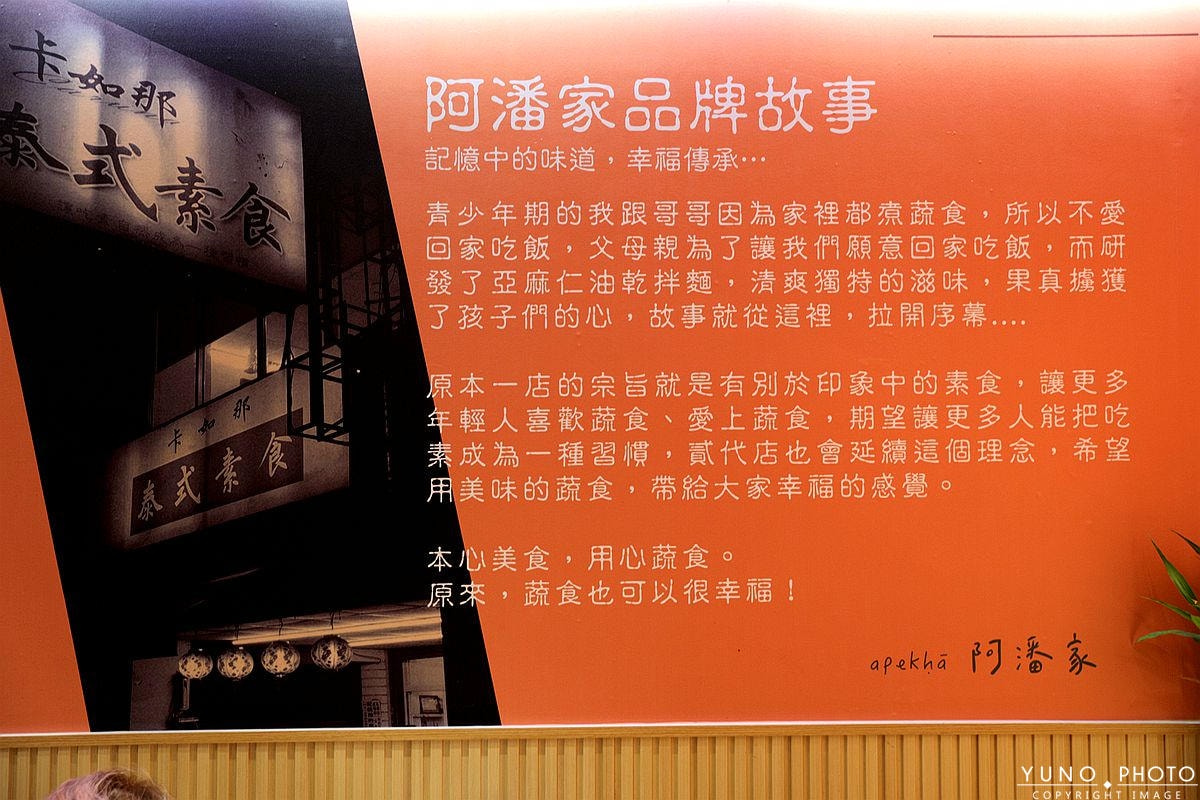 卡如那
泰式素食
卡如那
泰式素食
阿潘家品牌故事
記憶中的味道，幸福傳承…
青少年期的我跟哥哥因為家裡都煮蔬食，所以不愛
回家吃飯，父母親為了讓我們願意回家吃飯，而研
發了亞麻仁油乾拌麵，清爽獨特的滋味，果真擄獲
了孩子們的心，故事就從這裡，拉開序幕....
原本一店的宗旨就是有別於印象中的素食，讓更多
年輕人喜歡蔬食、愛上蔬食，期望讓更多人能把吃
素成為一種習慣，貳代店也會延續這個理念，希望
用美味的蔬食，帶給大家幸福的感覺。
本心美食，用心蔬食。
原來，蔬食也可以很幸福！
apekhā 阿潘家
YUNO PHOTO
COPYRIGHT IMAGE